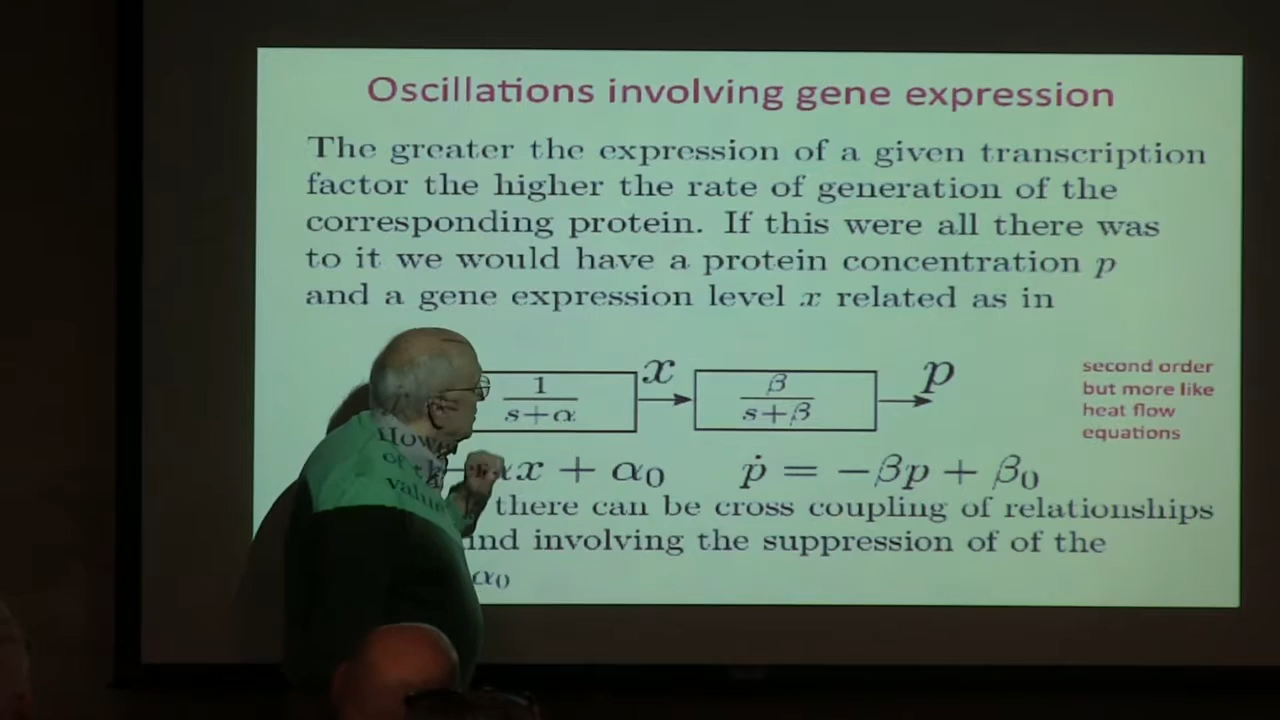 Oscillations involving gene expression
The greater the expression of a given transcription
factor the higher the rate of generation of the
corresponding protein. If this were all there was
to it we would have a protein concentration p
and a gene expression level x related as in
1
s+α
x
β
s+β
p
second order
but more like
heat flow
equations
x + α₀
ṗ = −βp + β₀
there can be cross coupling of relationships
of
involving the suppression of of the
value
α₀